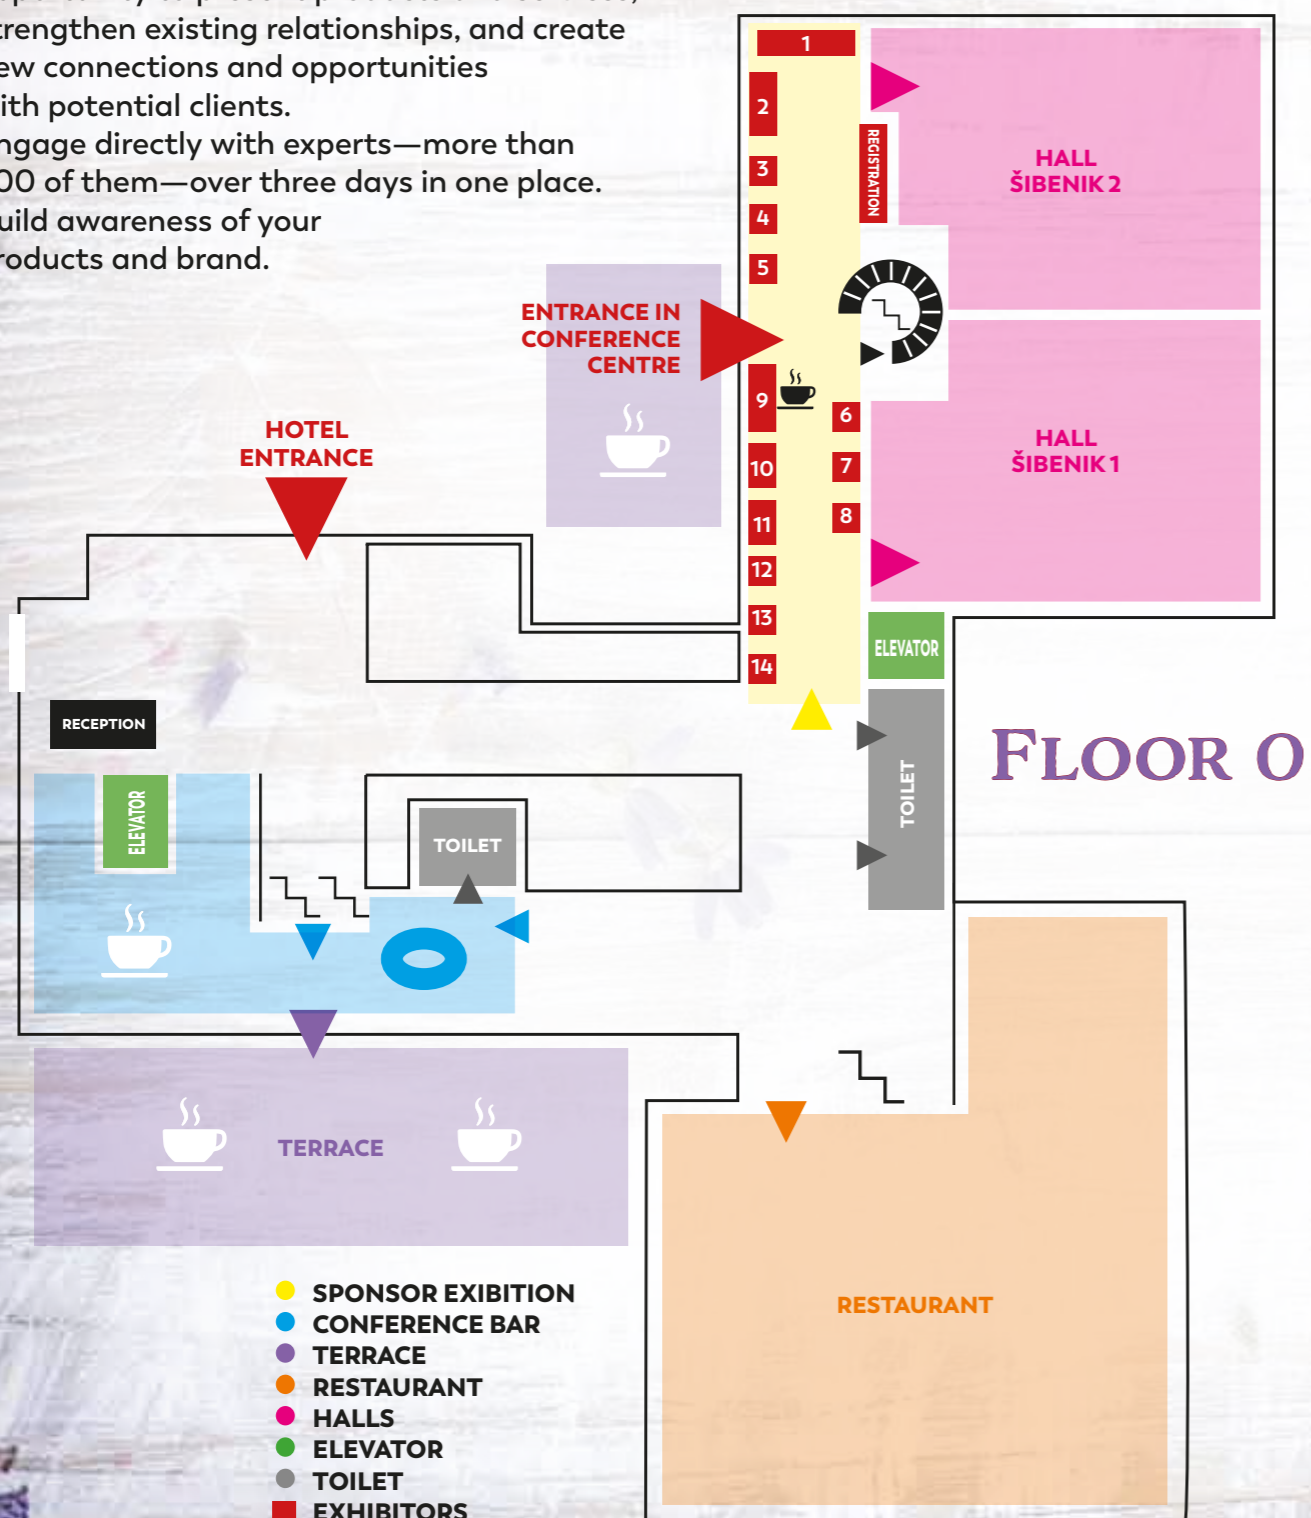 trengthen existing relationships, and create
ew connections and opportunities
ith potential clients.
ngage directly with experts—more than
00 of them—over three days in one place.
uild awareness of your
roducts and brand.
1
2
3
4
5
REGISTRATION
HALL
ŠIBENIK 2
ENTRANCE IN
CONFERENCE
CENTRE
HOTEL
ENTRANCE
9
10
11
12
13
14
6
7
8
HALL
ŠIBENIK 1
ELEVATOR
TOILET
FLOOR 0
RECEPTION
ELEVATOR
TOILET
TERRACE
RESTAURANT
SPONSOR EXIBITION
CONFERENCE BAR
TERRACE
RESTAURANT
HALLS
ELEVATOR
TOILET
EXHIBITORS